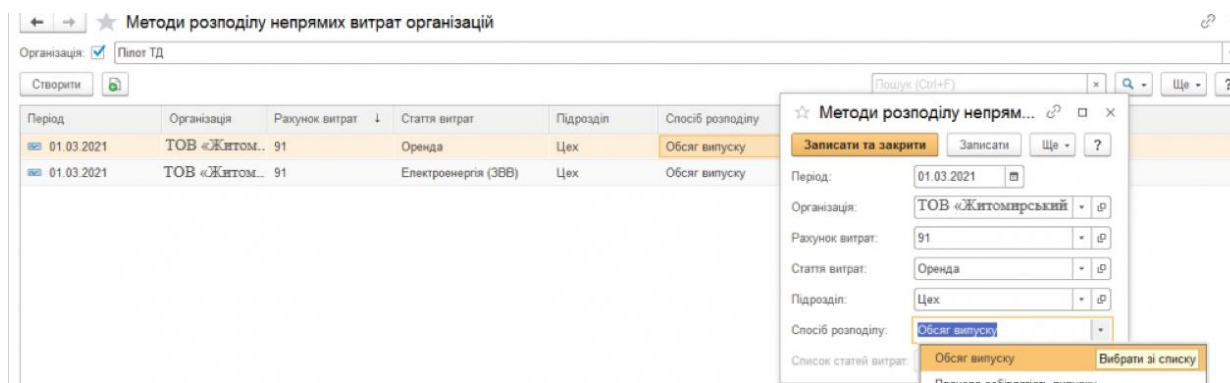 Методи розподілу непрямих витрат організацій
Організація: Пілот ТД
Створити Пошук (Ctrl+F) × Ще ?
Період Організація Рахунок витрат ↓ Стаття витрат Підрозділ Спосіб розподілу
01.03.2021 ТОВ «Житом.. 91 Оренда Цех Обсяг випуску
01.03.2021 ТОВ «Житом.. 91 Електроенергія (ЗВВ) Цех Обсяг випуску
Методи розподілу непрям... ×
Записати та закрити Записати Ще ?
Період: 01.03.2021
Організація: ТОВ «Житомирський
Рахунок витрат: 91
Стаття витрат: Оренда
Підрозділ: Цех
Спосіб розподілу: Обсяг випуску
Список статей витрат:
Обсяг випуску Вибрати зі списку